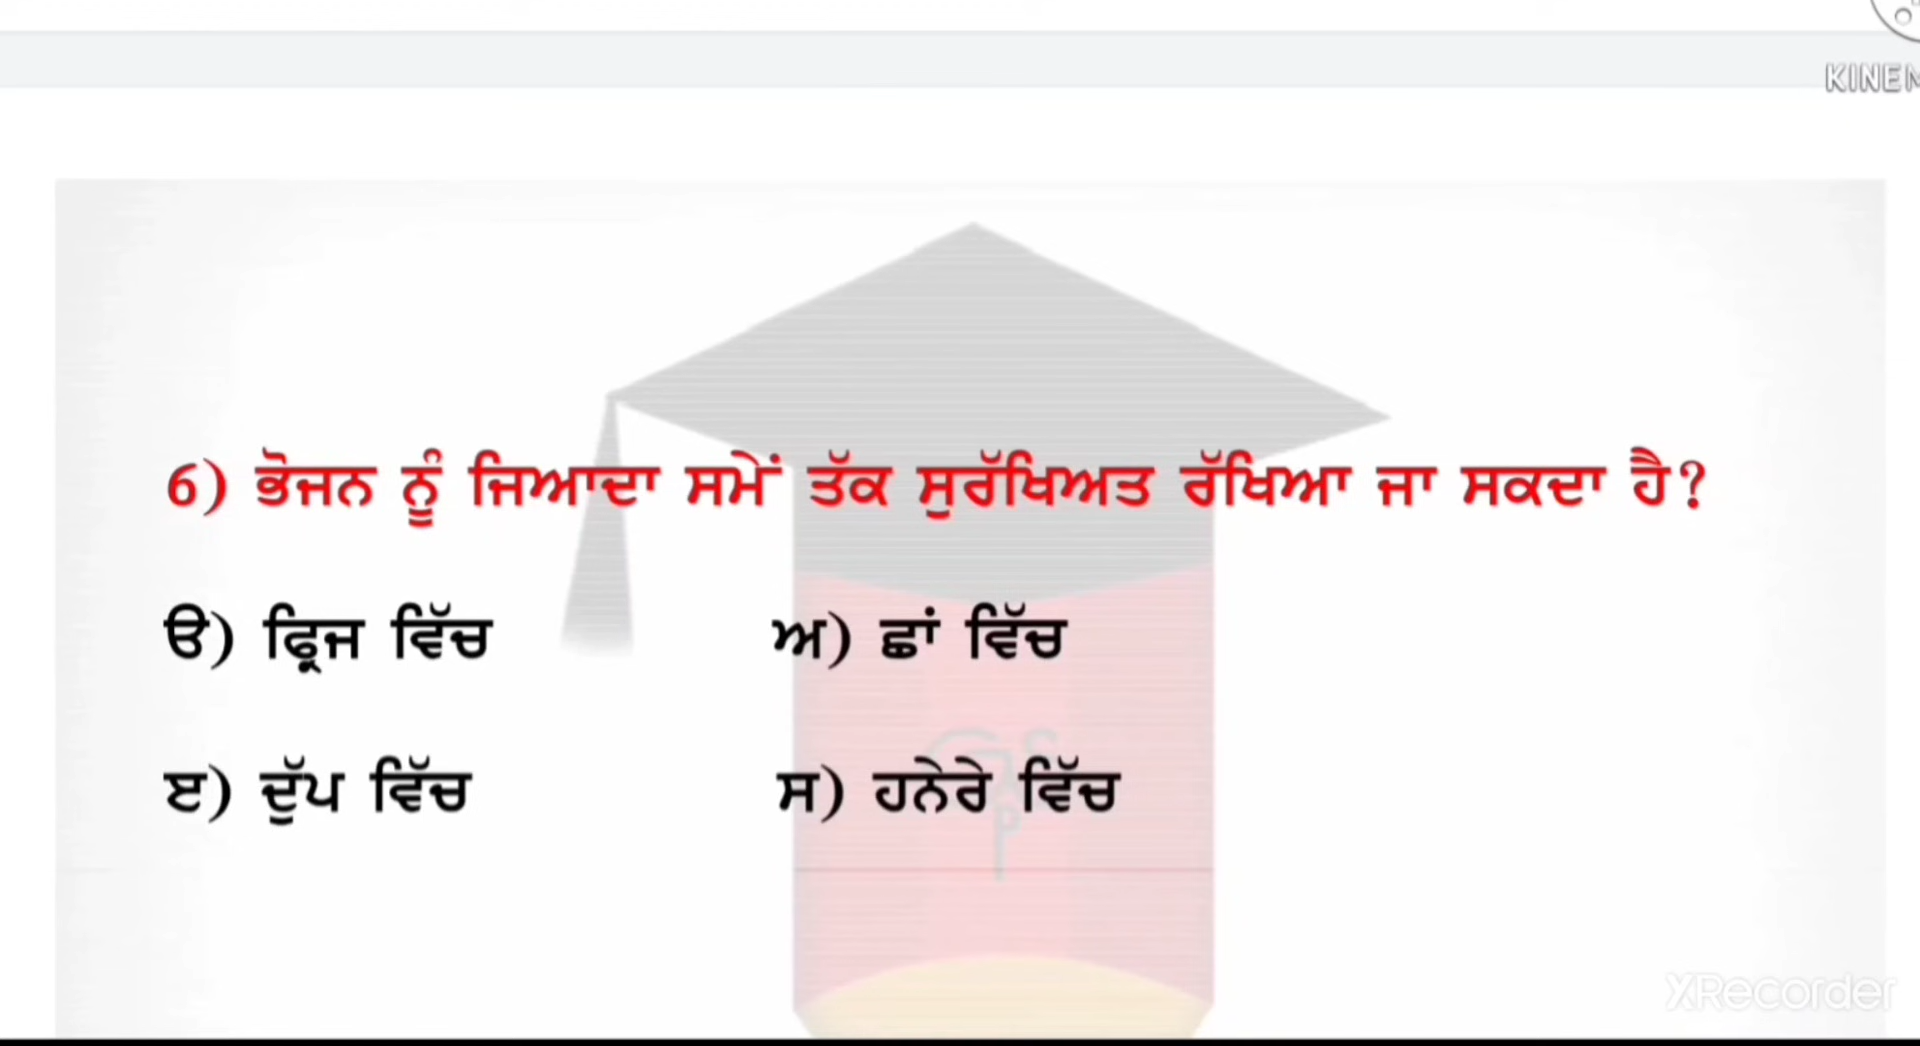 KINEM
6) ਭੋਜਨ ਨੂੰ ਜਿਆਦਾ ਸਮੇਂ ਤੱਕ ਸੁਰੱਖਿਅਤ ਰੱਖਿਆ ਜਾ ਸਕਦਾ ਹੈ?
ੳ) ਫ੍ਰਿਜ ਵਿੱਚ ਅ) ਛਾਂ ਵਿੱਚ
ੲ) ਦੁੱਪ ਵਿੱਚ ਸ) ਹਨੇਰੇ ਵਿੱਚ
XRecorder